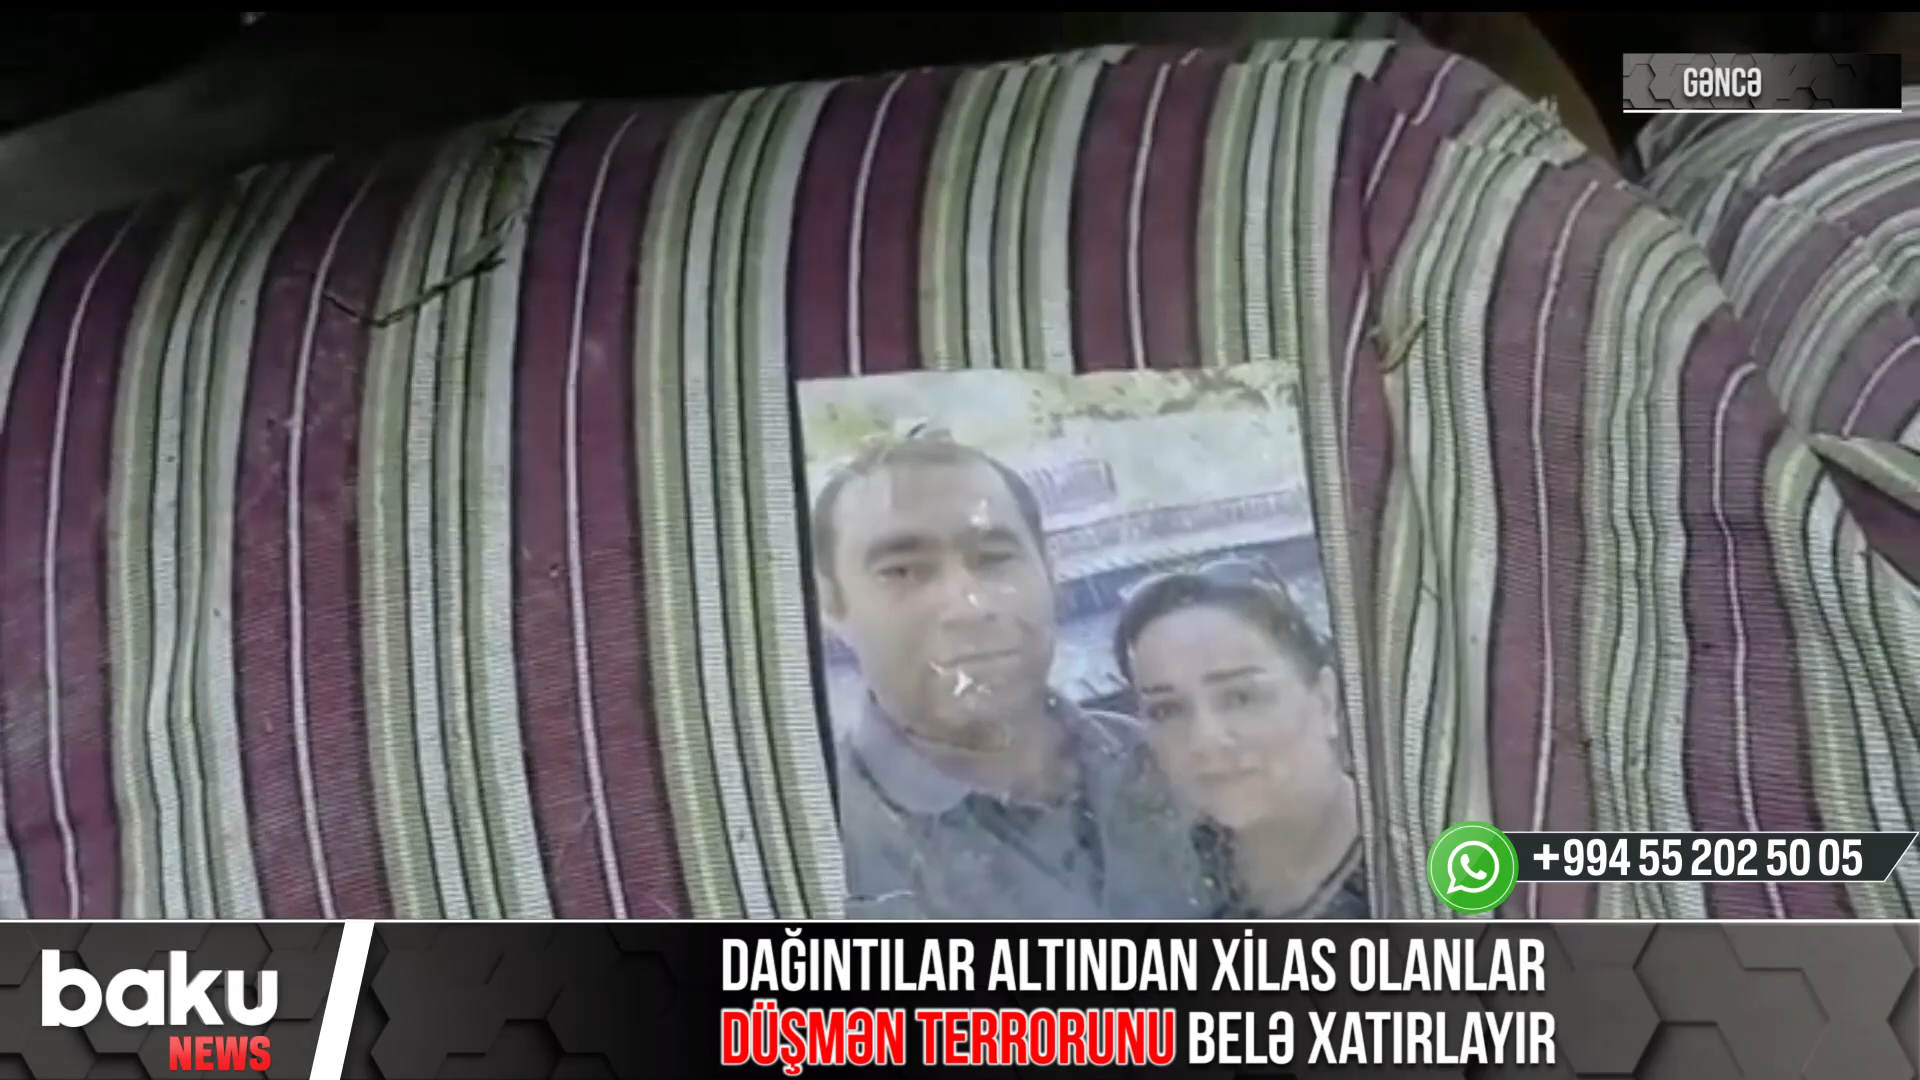 GƏNCƏ
+994 55 202 50 05
baku
NEWS
DAĞINTILAR ALTINDAN XİLAS OLANLAR
DÜŞMƏN TERRORUNU BELƏ XATIRLAYIR